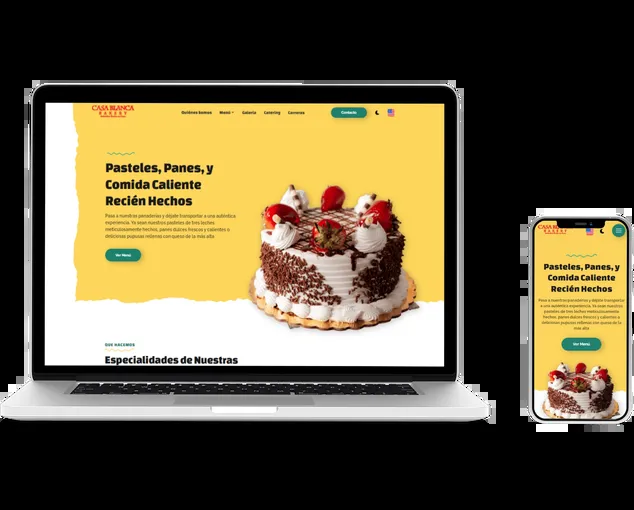 CASA BLANCA
BAKERY
Quiénes Somos Menú Galería Catering Carreras Contacto
Pasteles, Panes, y
Comida Caliente
Recién Hechos
Pasa a nuestras panaderías y déjate transportar a una auténtica
experiencia. Ya sean nuestros pasteles de tres leches
meticulosamente hechos, panes dulces frescos y calientes o
deliciosas pupusas rellenas con queso de la más alta
Ver Menú
QUE HACEMOS
Especialidades de Nuestras
CASA BLANCA
BAKERY
Pasteles, Panes, y
Comida Caliente
Recién Hechos
Pasa a nuestras panaderías y déjate transportar a
una auténtica experiencia. Ya sean nuestros
pasteles de tres leches meticulosamente
hechos, panes dulces frescos y calientes o
deliciosas pupusas rellenas con queso de la
más alta
Ver Menú